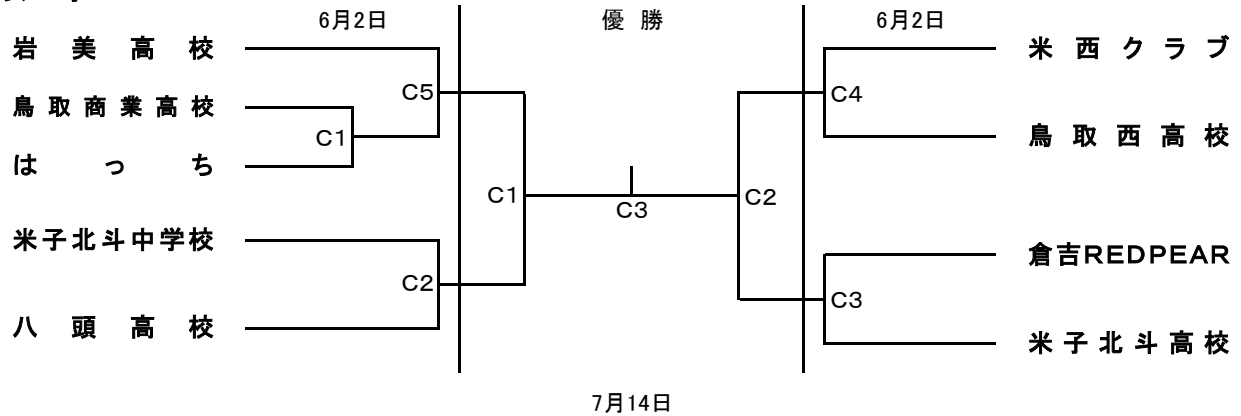 6月2日
優勝
6月2日
岩美高校
米西クラブ
C5
C4
鳥取商業高校
C1
鳥取西高校
はっち
C1
C3
C2
米子北斗中学校
倉吉REDPEAR
C2
C3
八頭高校
米子北斗高校
7月14日